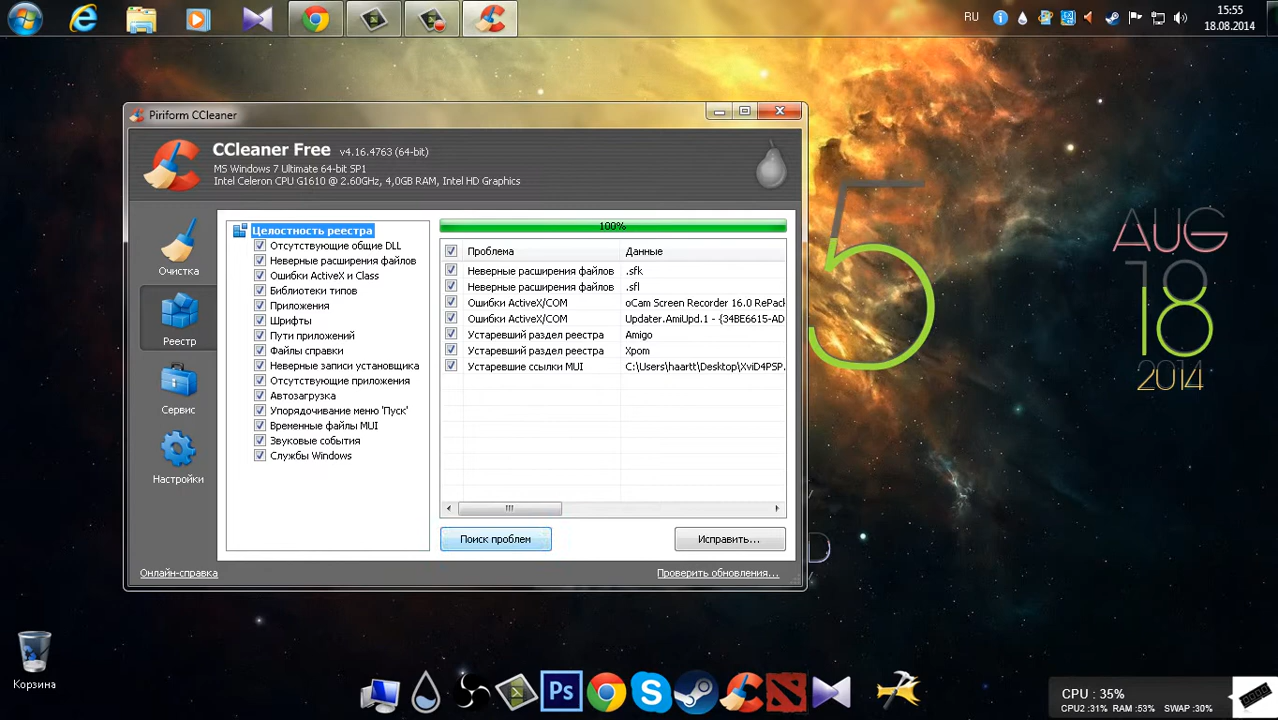 RU
15:55
18.08.2014
Piriform CCleaner
CCleaner Free v4.16.4763 (64-bit)
MS Windows 7 Ultimate 64-bit SP1
Intel Celeron CPU G1610 @ 2.60GHz, 4,0GB RAM, Intel HD Graphics
Очистка
Реестр
Сервис
Настройки
Целостность реестра
Отсутствующие общие DLL
Неверные расширения файлов
Ошибки ActiveX и Class
Библиотеки типов
Приложения
Шрифты
Пути приложений
Файлы справки
Неверные записи установщика
Отсутствующие приложения
Автозагрузка
Упорядочивание меню 'Пуск'
Временные файлы MUI
Звуковые события
Службы Windows
100%
Проблема Данные
Неверные расширения файлов .sfk
Неверные расширения файлов .sfl
Ошибки ActiveX/COM oCam Screen Recorder 16.0 RePack
Ошибки ActiveX/COM Updater.AmiUpd.1 - {34BE6615-AD
Устаревший раздел реестра Amigo
Устаревший раздел реестра Xpom
Устаревшие ссылки MUI C:\Users\haartt\Desktop\XviD4PSP.
Поиск проблем
Исправить...
Онлайн-справка
Проверить обновления...
5
AUG
18
2014
Корзина
Ps
CPU : 35%
CPU2 :31% RAM :53% SWAP :30%